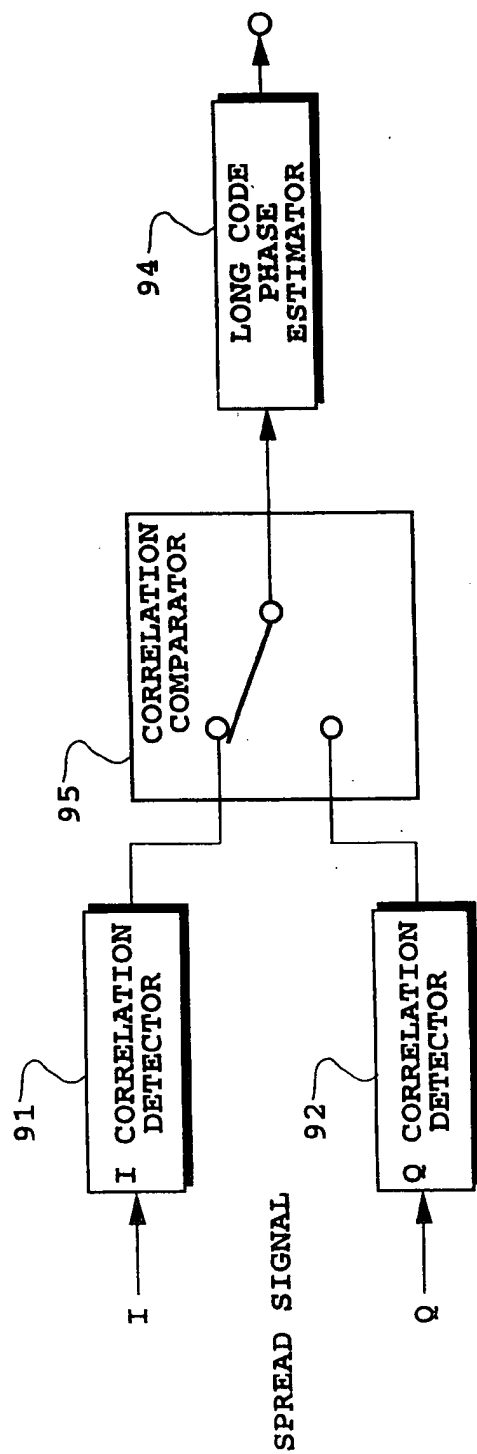 SPREAD SIGNAL
I
91
I CORRELATION
DETECTOR
Q
92
Q CORRELATION
DETECTOR
95
CORRELATION
COMPARATOR
94
LONG CODE
PHASE
ESTIMATOR